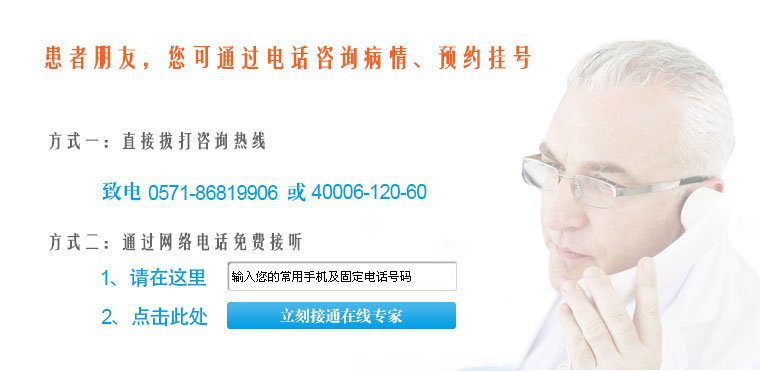 患者朋友，您可通过电话咨询病情、预约挂号
方式一：直接拨打咨询热线
致电 0571-86819906 或 40006-120-60
方式二：通过网络电话免费接听
1、请在这里 输入您的常用手机及固定电话号码
2、点击此处 立刻接通在线专家